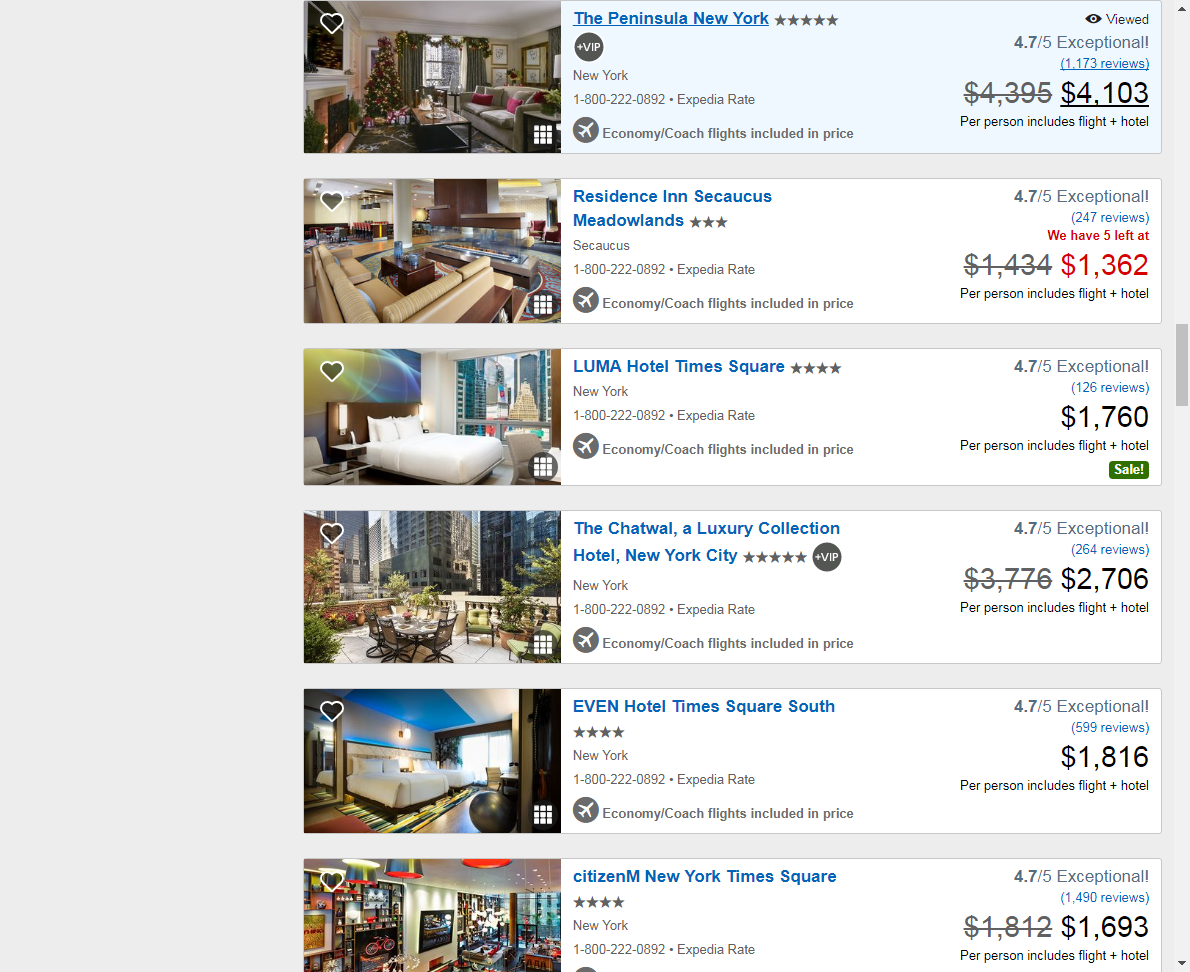 The Peninsula New York
Viewed
+VIP
4.7/5 Exceptional!
(1,173 reviews)
New York
$4,395 $4,103
1-800-222-0892 • Expedia Rate
Per person includes flight + hotel
Economy/Coach flights included in price
Residence Inn Secaucus
Meadowlands
4.7/5 Exceptional!
(247 reviews)
We have 5 left at
Secaucus
$1,434 $1,362
1-800-222-0892 • Expedia Rate
Per person includes flight + hotel
Economy/Coach flights included in price
LUMA Hotel Times Square
4.7/5 Exceptional!
(126 reviews)
New York
$1,760
1-800-222-0892 • Expedia Rate
Per person includes flight + hotel
Economy/Coach flights included in price
Sale!
The Chatwal, a Luxury Collection
Hotel, New York City
+VIP
4.7/5 Exceptional!
(264 reviews)
$3,776 $2,706
New York
1-800-222-0892 • Expedia Rate
Per person includes flight + hotel
Economy/Coach flights included in price
EVEN Hotel Times Square South
4.7/5 Exceptional!
(599 reviews)
New York
$1,816
1-800-222-0892 • Expedia Rate
Per person includes flight + hotel
Economy/Coach flights included in price
citizenM New York Times Square
4.7/5 Exceptional!
(1,490 reviews)
New York
$1,812 $1,693
1-800-222-0892 • Expedia Rate
Per person includes flight + hotel